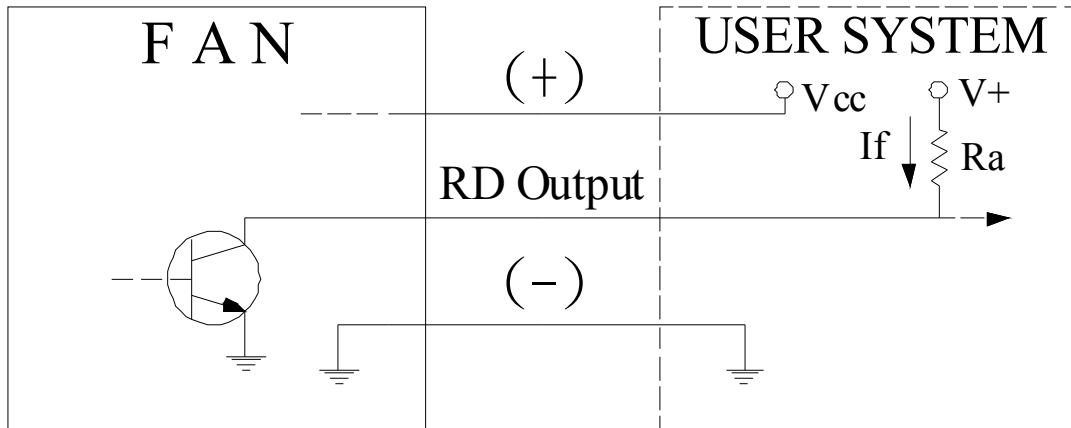 F A N
USER SYSTEM
(+)
Vcc
V+
If
Ra
RD Output
(-)